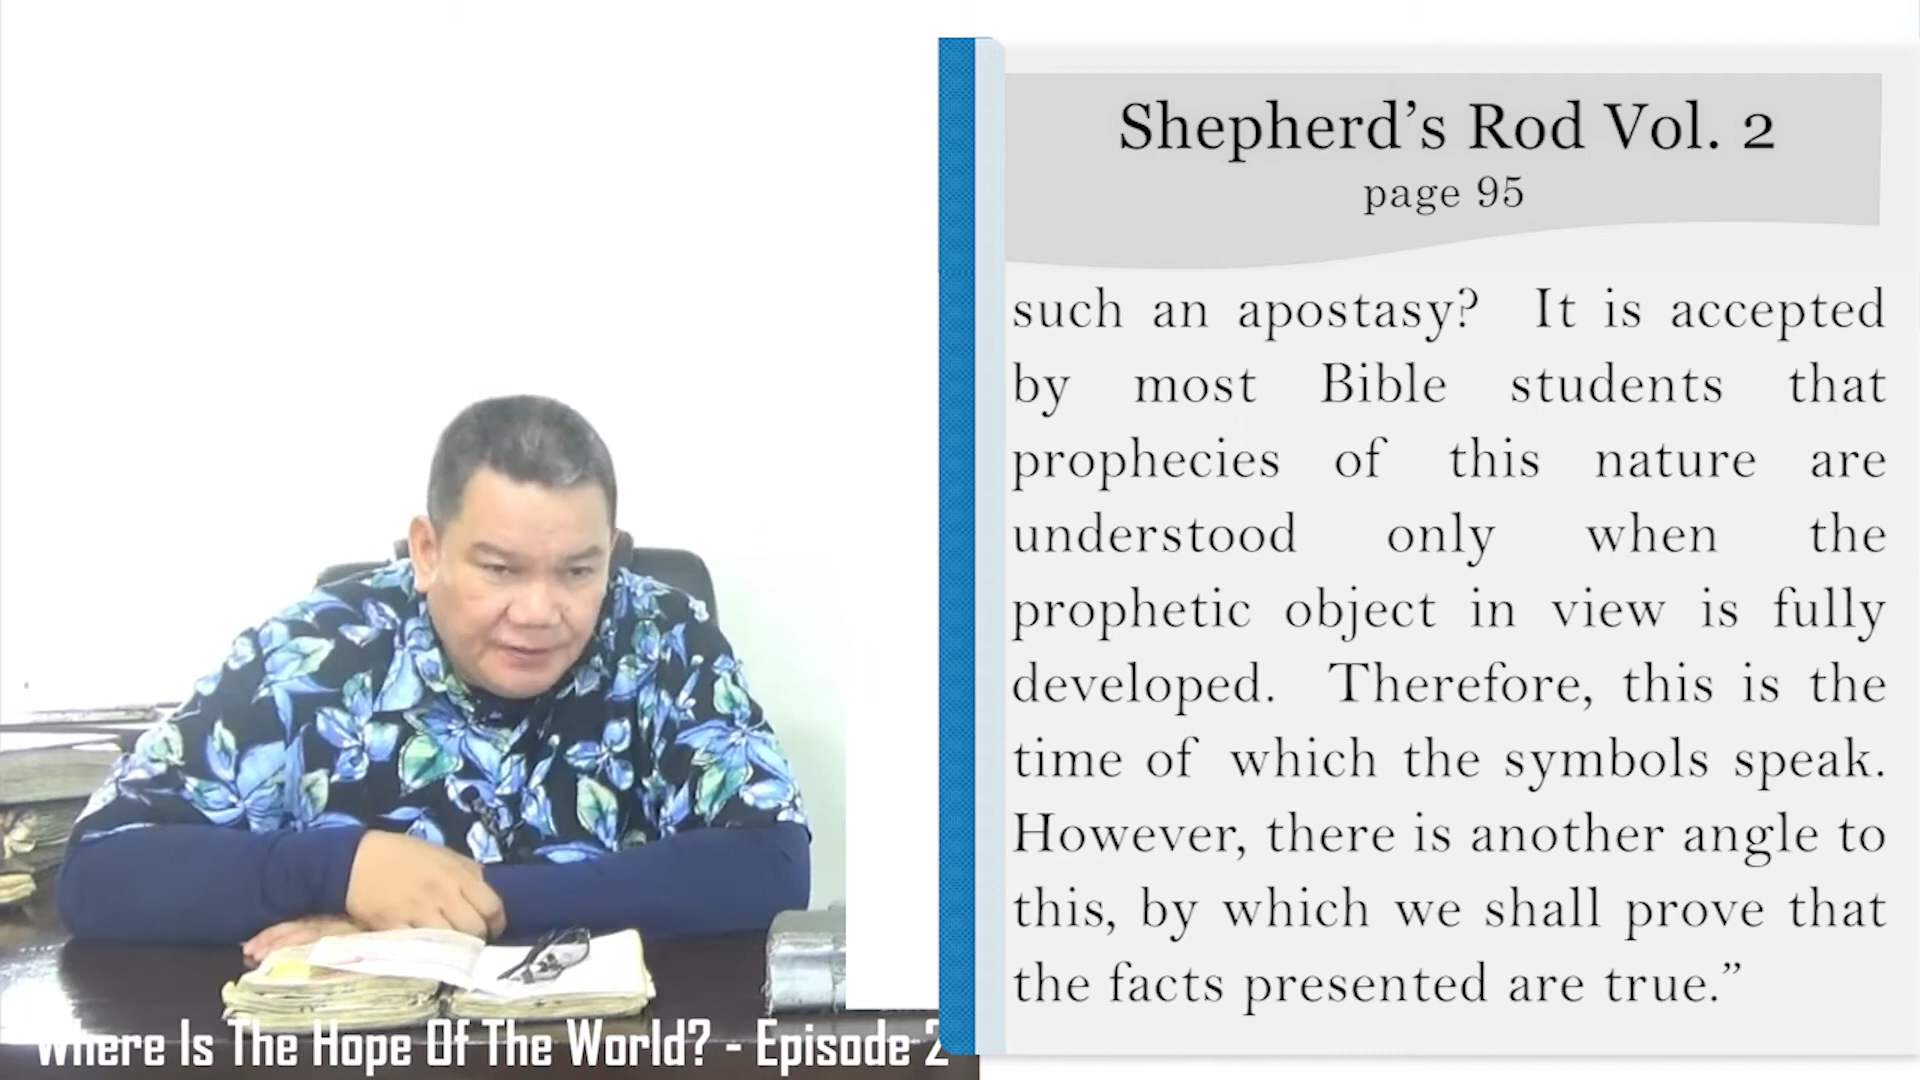 Shepherd’s Rod Vol. 2
page 95
such an apostasy? It is accepted
by most Bible students that
prophecies of this nature are
understood only when the
prophetic object in view is fully
developed. Therefore, this is the
time of which the symbols speak.
However, there is another angle to
this, by which we shall prove that
the facts presented are true.”
Where Is The Hope Of The World? - Episode 2